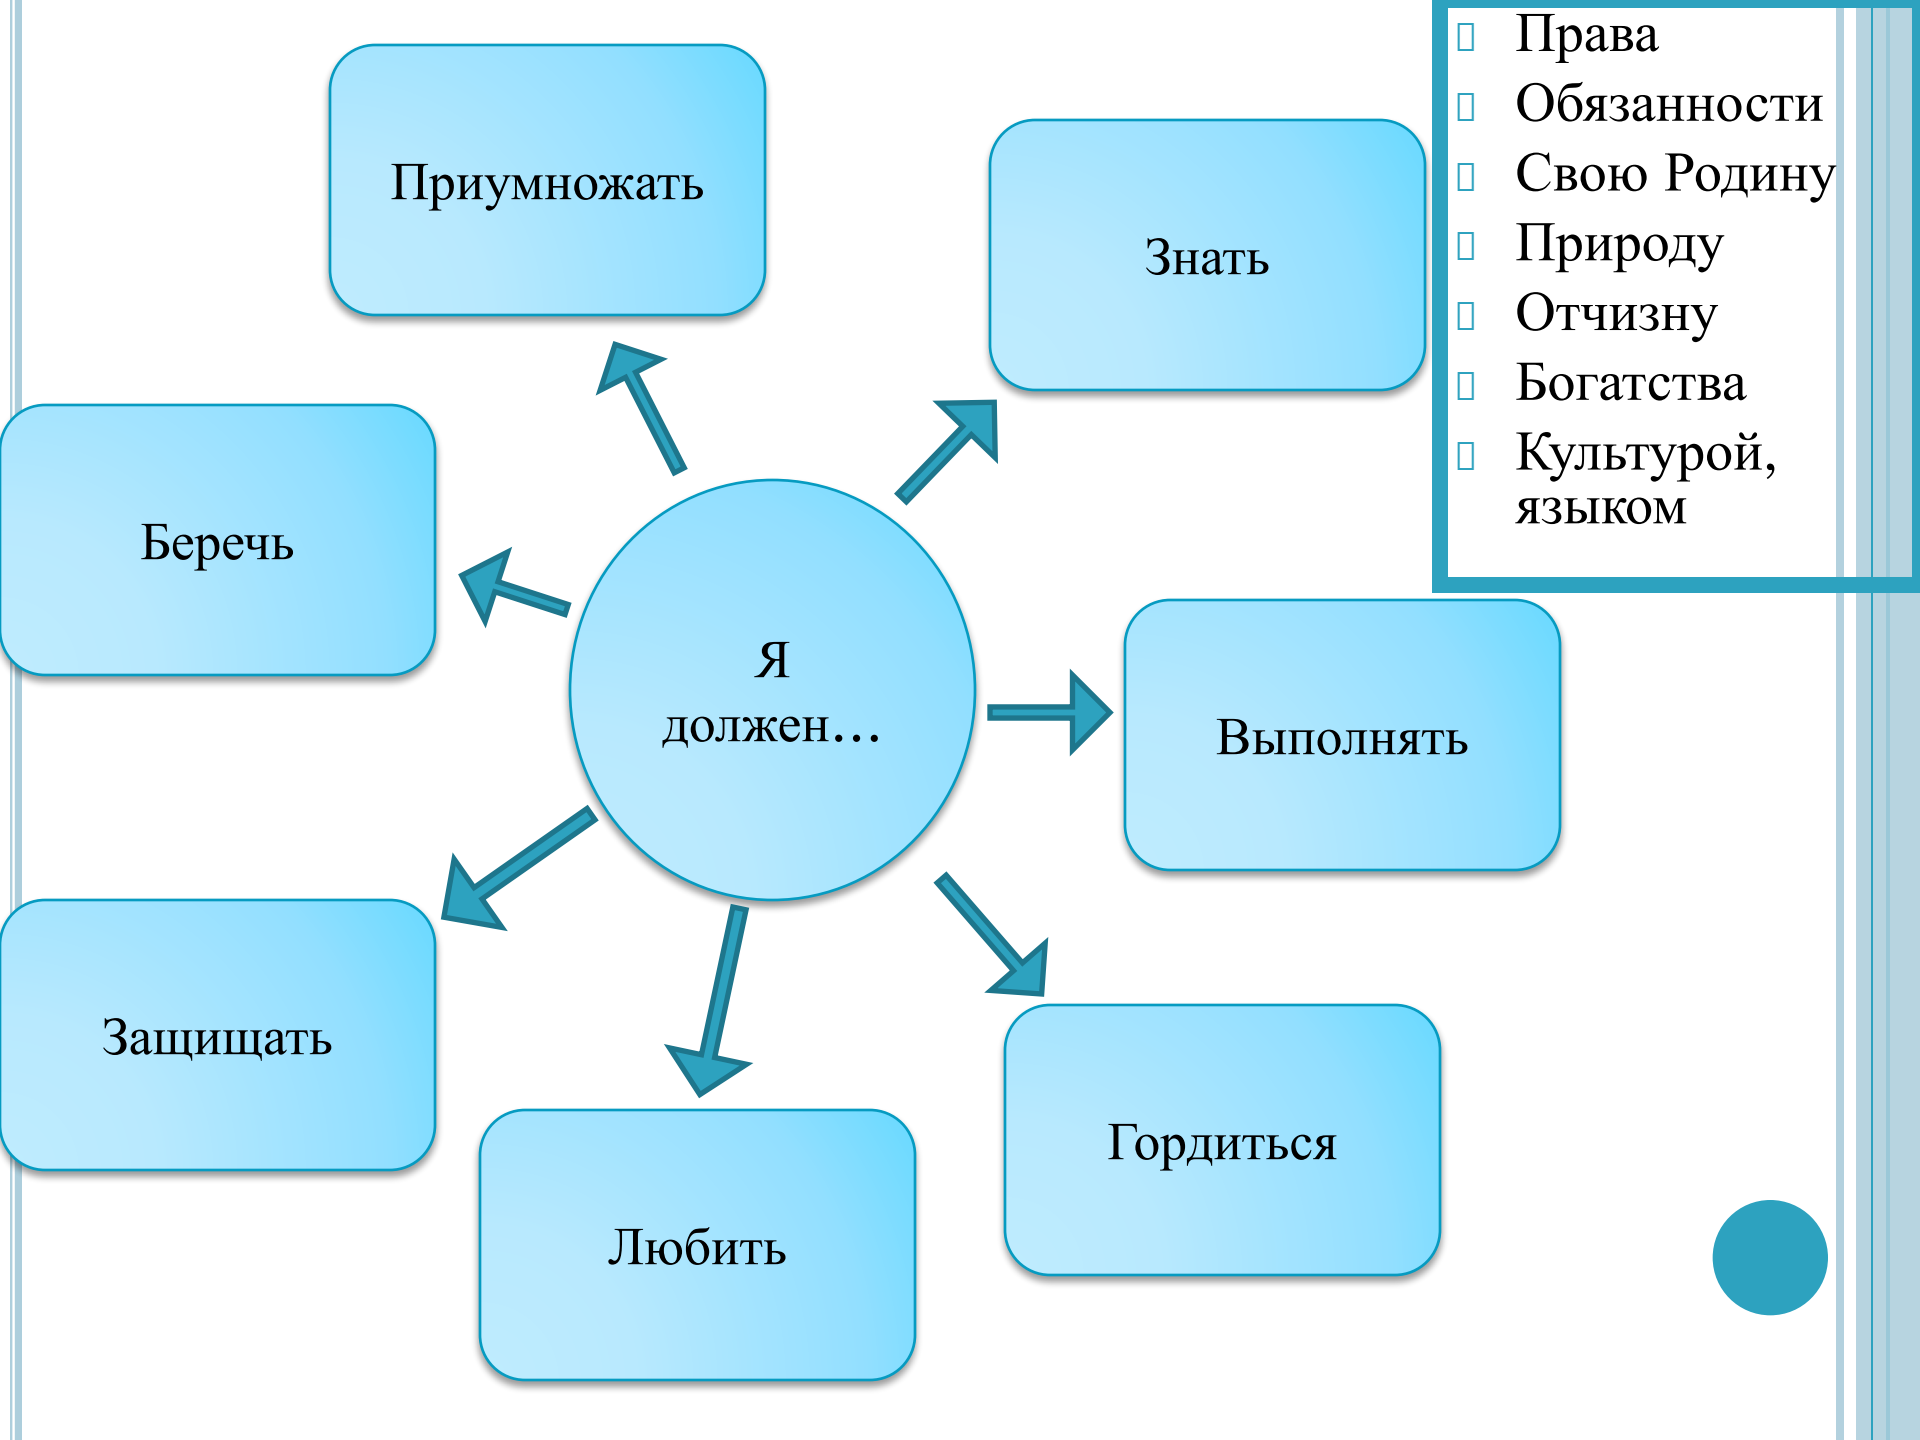 Приумножать
Знать
Права
Обязанности
Свою Родину
Природу
Отчизну
Богатства
Культурой,
языком
Беречь
Я
должен…
Выполнять
Защищать
Гордиться
Любить